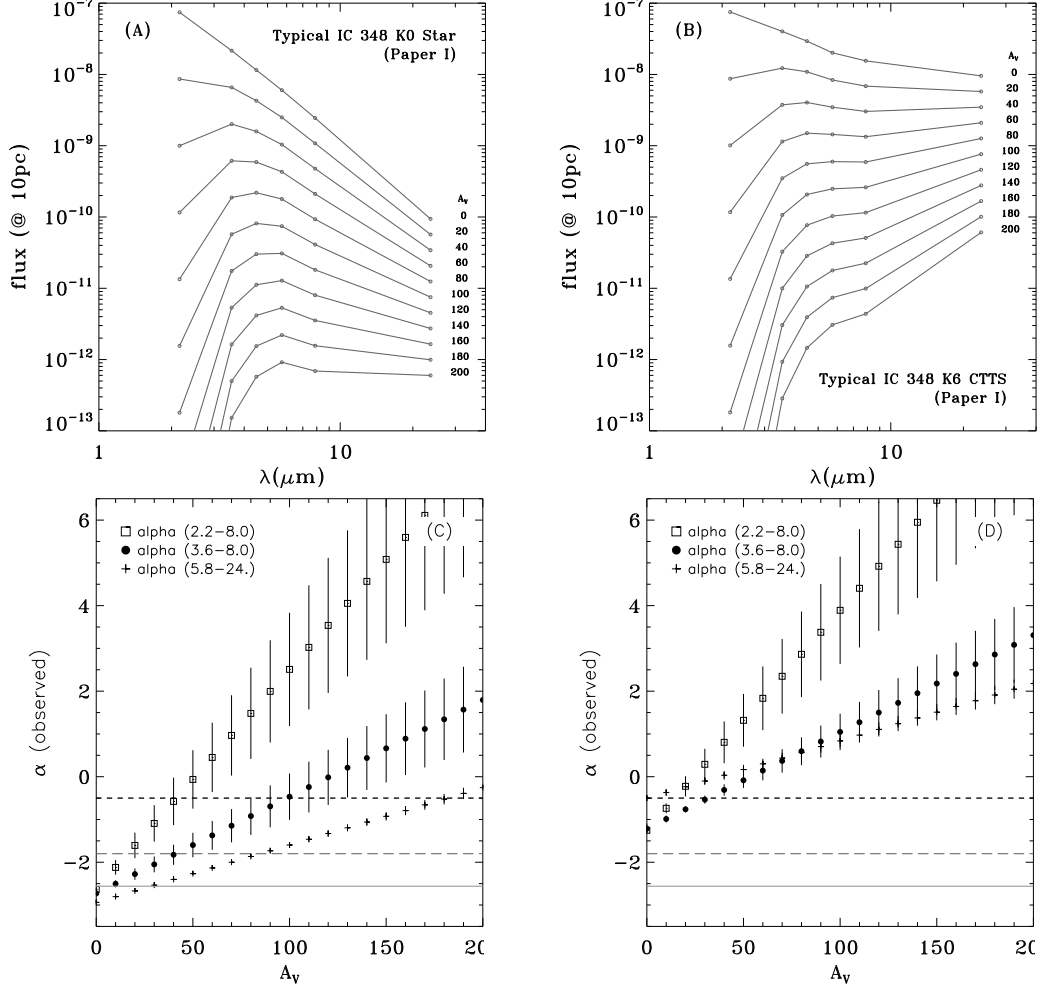 (A)
Typical IC 348 K0 Star
(Paper I)
10⁻⁷
10⁻⁸
10⁻⁹
10⁻¹⁰
10⁻¹¹
10⁻¹²
10⁻¹³
flux (@ 10pc)
Aᵥ
0
20
40
60
80
100
120
140
160
180
200
1
10
λ(μm)
(B)
10⁻⁷
10⁻⁸
10⁻⁹
10⁻¹⁰
10⁻¹¹
10⁻¹²
10⁻¹³
flux (@ 10pc)
Aᵥ
0
20
40
60
80
100
120
140
160
180
200
Typical IC 348 K6 CTTS
(Paper I)
1
10
λ(μm)
(C)
alpha (2.2−8.0)
alpha (3.6−8.0)
alpha (5.8−24.)
6
4
2
0
−2
α (observed)
0
50
100
150
20
Aᵥ
(D)
alpha (2.2−8.0)
alpha (3.6−8.0)
alpha (5.8−24.)
6
4
2
0
−2
α (observed)
0
50
100
150
20
Aᵥ